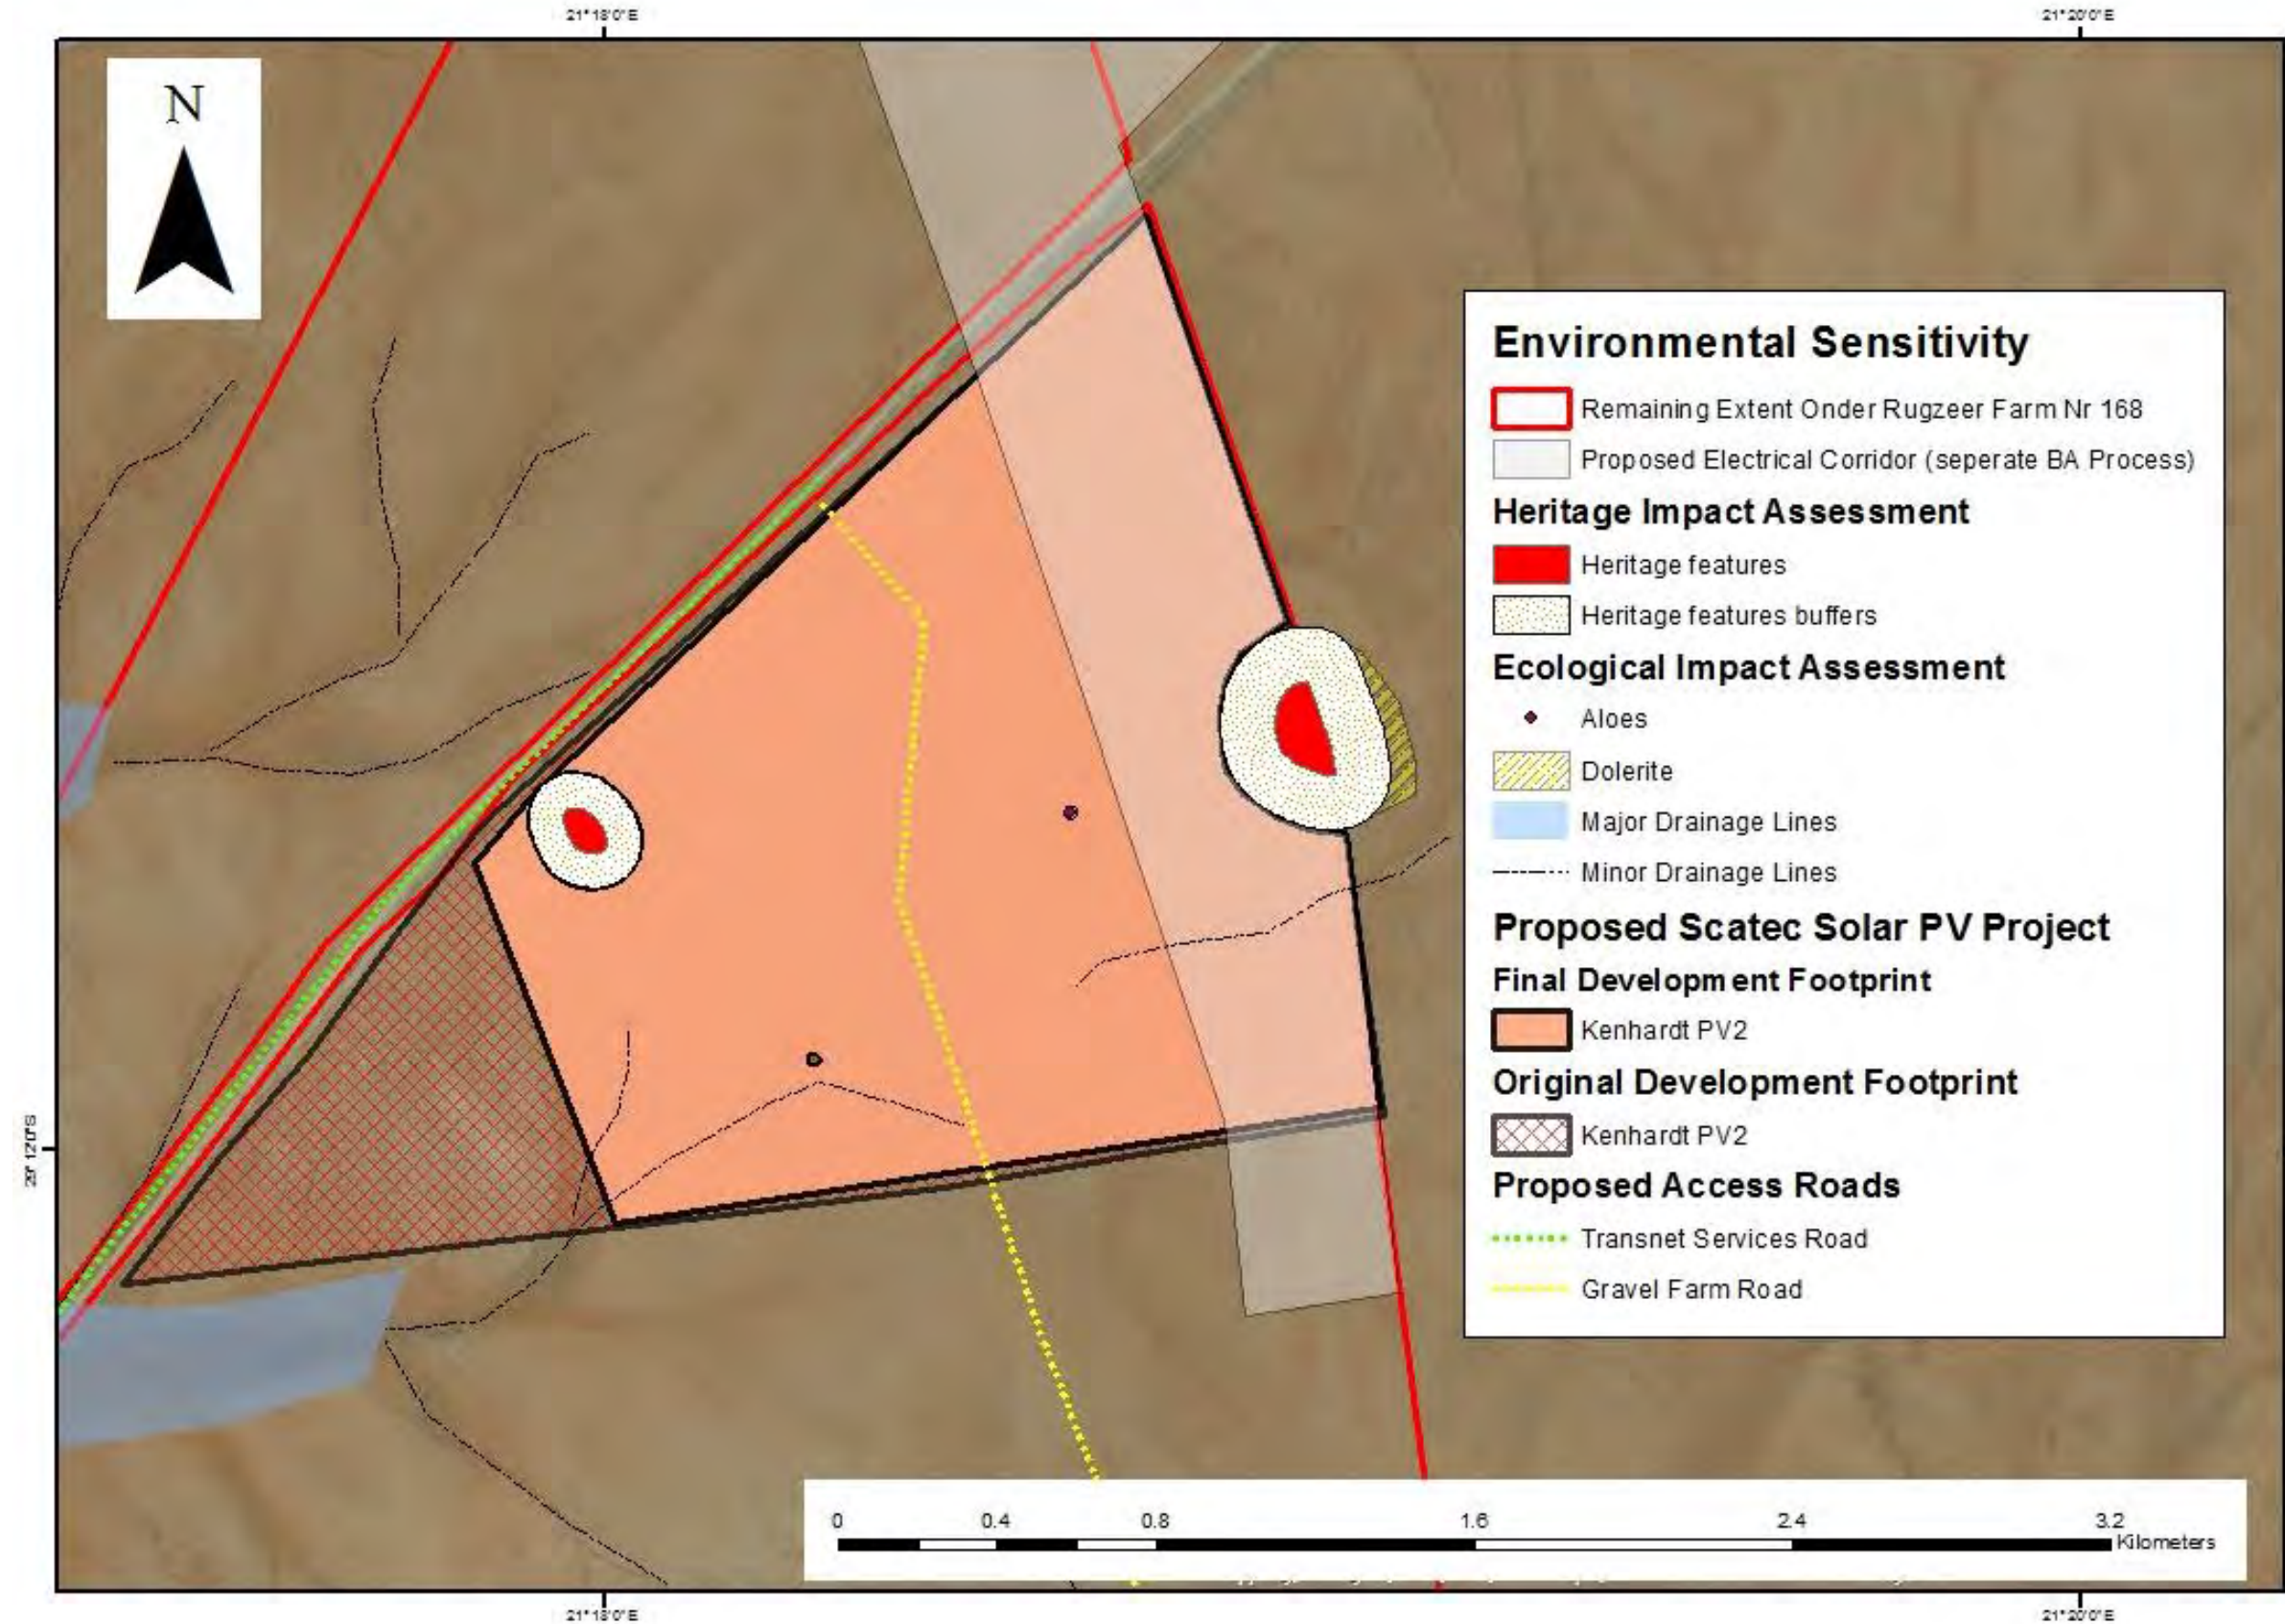 21°18'0"E
21°20'0"E
N
Environmental Sensitivity
Remaining Extent Onder Rugzeer Farm Nr 168
Proposed Electrical Corridor (seperate BA Process)
Heritage Impact Assessment
Heritage features
Heritage features buffers
Ecological Impact Assessment
Aloes
Dolerite
Major Drainage Lines
Minor Drainage Lines
Proposed Scatec Solar PV Project
Final Development Footprint
Kenhardt PV2
Original Development Footprint
Kenhardt PV2
Proposed Access Roads
Transnet Services Road
Gravel Farm Road
29°12'0"S
0 0.4 0.8 1.6 2.4 3.2
Kilometers
21°18'0"E
21°20'0"E